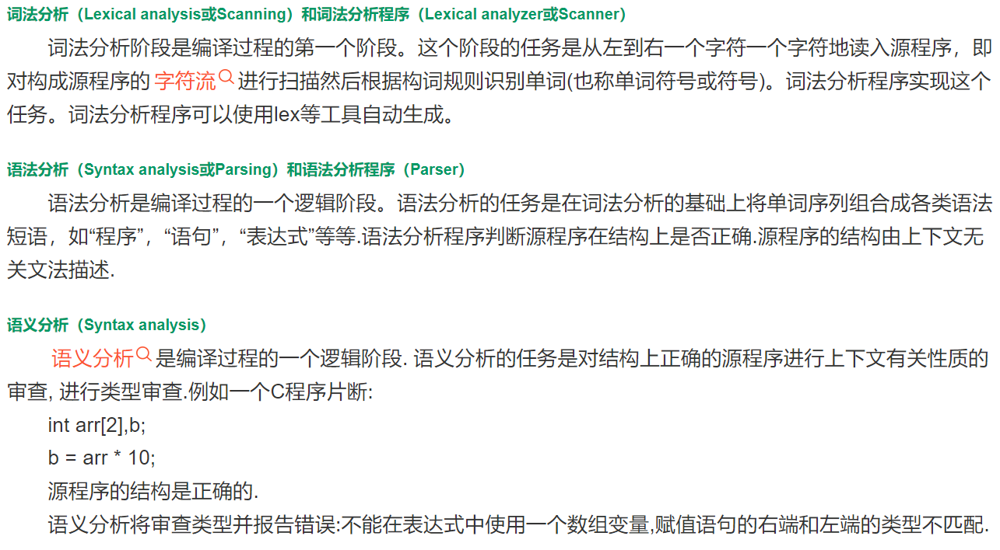 词法分析（Lexical analysis或Scanning）和词法分析程序（Lexical analyzer或Scanner）
词法分析阶段是编译过程的第一个阶段。这个阶段的任务是从左到右一个字符一个字符地读入源程序，即
对构成源程序的 字符流 进行扫描然后根据构词规则识别单词(也称单词符号或符号)。词法分析程序实现这个
任务。词法分析程序可以使用lex等工具自动生成。
语法分析（Syntax analysis或Parsing）和语法分析程序（Parser）
语法分析是编译过程的一个逻辑阶段。语法分析的任务是在词法分析的基础上将单词序列组合成各类语法
短语，如“程序”，“语句”，“表达式”等等.语法分析程序判断源程序在结构上是否正确.源程序的结构由上下文无
关文法描述.
语义分析（Syntax analysis）
语义分析 是编译过程的一个逻辑阶段. 语义分析的任务是对结构上正确的源程序进行上下文有关性质的
审查, 进行类型审查.例如一个C程序片断:
int arr[2],b;
b = arr * 10;
源程序的结构是正确的.
语义分析将审查类型并报告错误:不能在表达式中使用一个数组变量,赋值语句的右端和左端的类型不匹配.